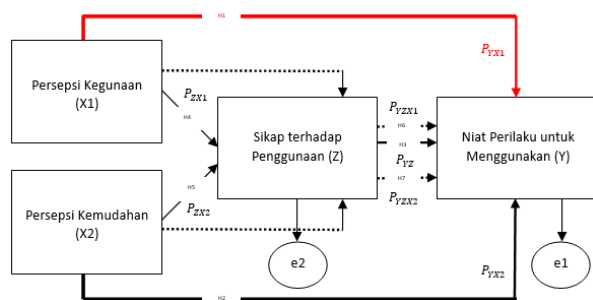 H1
P_YX1
Persepsi Kegunaan
(X1)
P_ZX1
H4
Sikap terhadap
Penggunaan (Z)
P_YZX1
H6
H3
P_YZ
H7
P_YZX2
Niat Perilaku untuk
Menggunakan (Y)
Persepsi Kemudahan
(X2)
H5
P_ZX2
e2
e1
P_YX2
H2